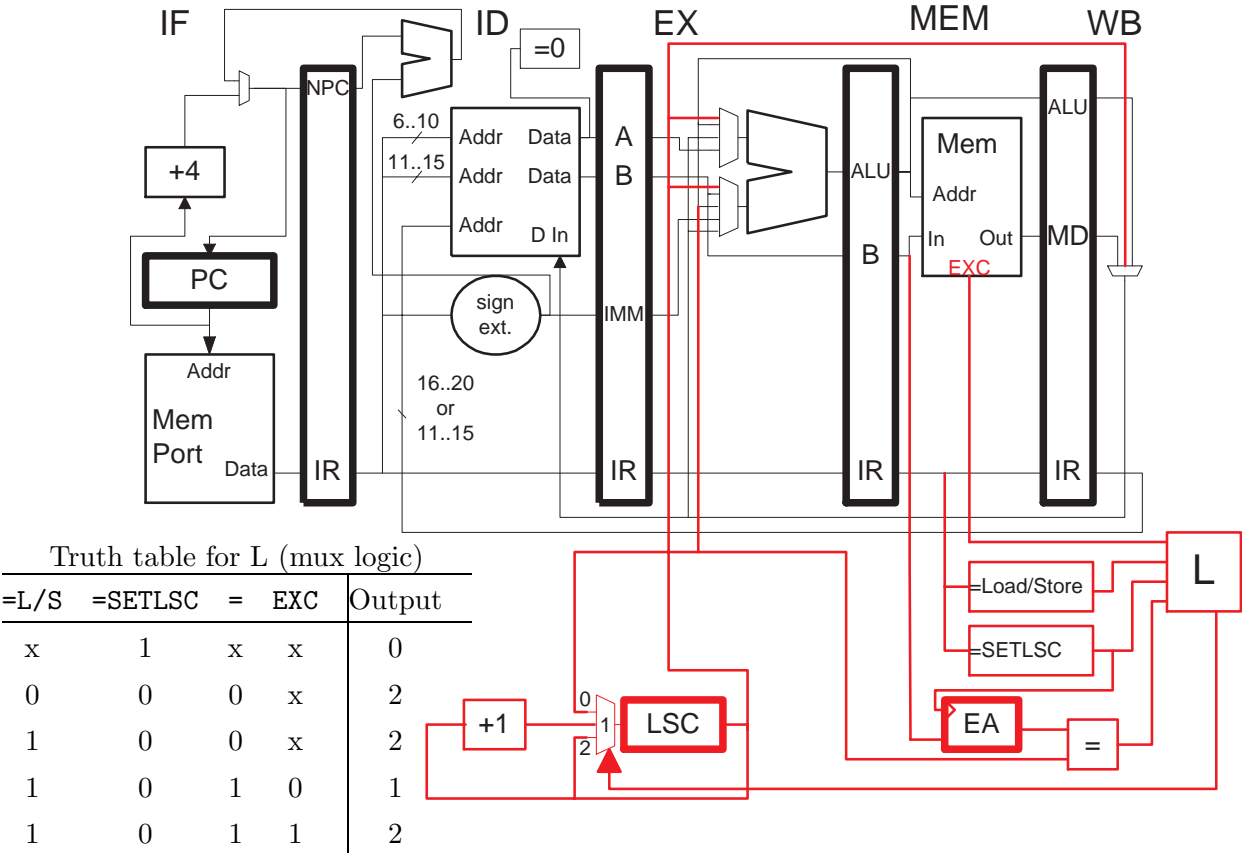 IF ID EX MEM WB
=0
NPC
+4
PC
Addr
Mem
Port
Data
IR
6..10
11..15
Addr Data
Addr Data
Addr
D In
sign
ext.
16..20
or
11..15
A
B
IMM
IR
ALU
B
IR
Mem
Addr
In Out
EXC
ALU
MD
IR
Truth table for L (mux logic)
=L/S =SETLSC = EXC Output
x 1 x x 0
0 0 0 x 2
1 0 0 x 2
1 0 1 0 1
1 0 1 1 2
+1
0
1
2
LSC
=Load/Store
=SETLSC
L
EA
=